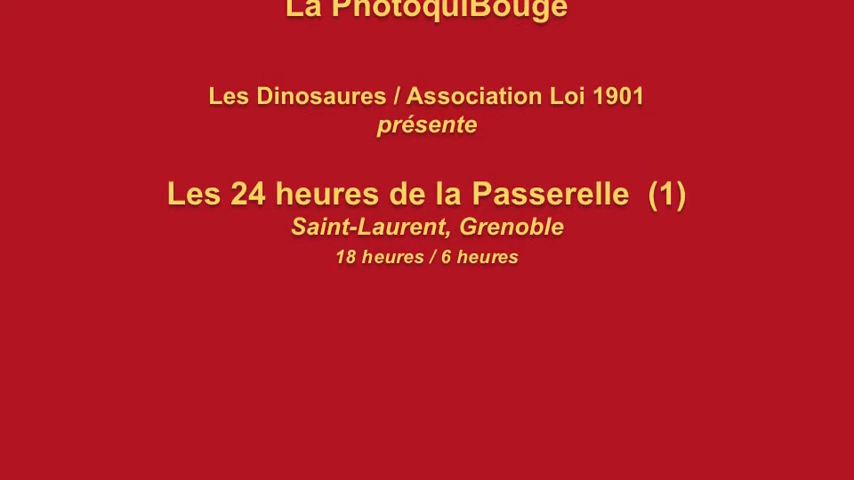 La PhotoquiBouge
Les Dinosaures / Association Loi 1901
présente
Les 24 heures de la Passerelle (1)
Saint-Laurent, Grenoble
18 heures / 6 heures